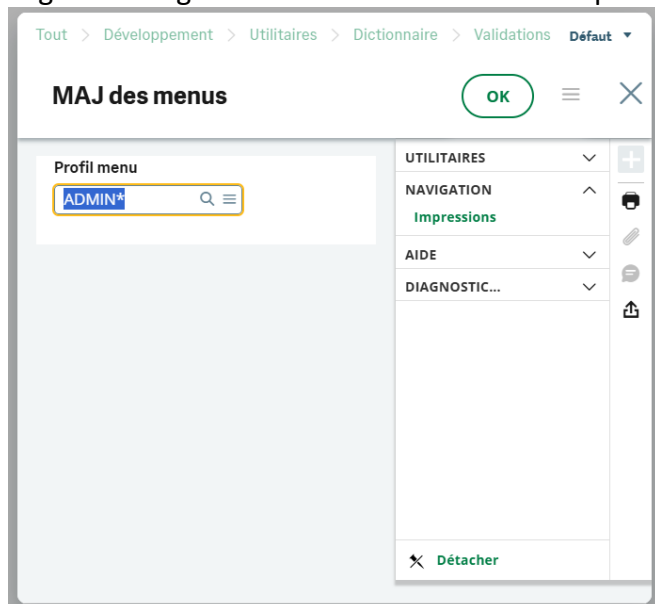 Tout > Développement > Utilitaires > Dictionnaire > Validations Défaut
MAJ des menus
OK
Profil menu
ADMIN*
UTILITAIRES
NAVIGATION
Impressions
AIDE
DIAGNOSTIC...
Détacher